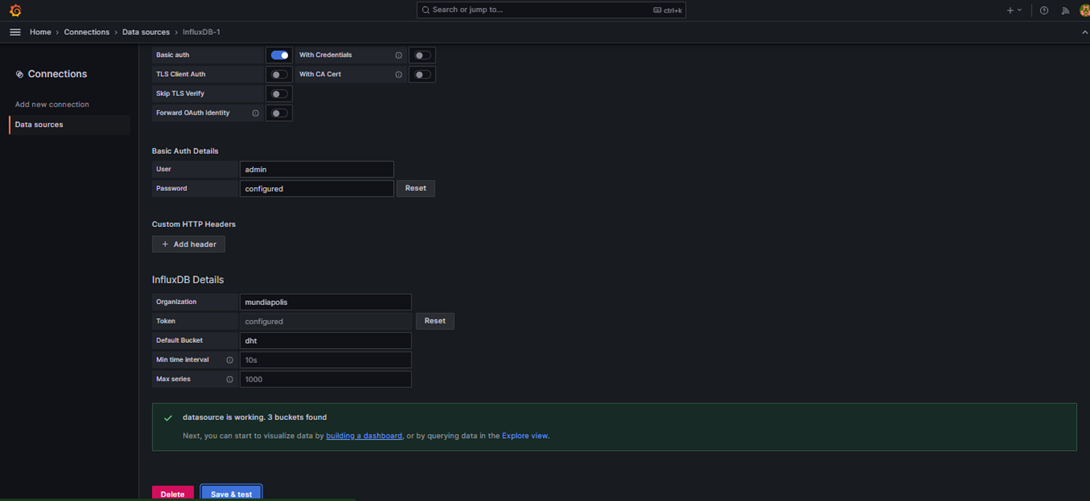 Search or jump to... ctrl+k
Home > Connections > Data sources > InfluxDB-1
Connections
Add new connection
Data sources
Basic auth With Credentials
TLS Client Auth With CA Cert
Skip TLS Verify
Forward OAuth Identity
Basic Auth Details
User admin
Password configured Reset
Custom HTTP Headers
+ Add header
InfluxDB Details
Organization mundiapolis
Token configured Reset
Default Bucket dht
Min time interval 10s
Max series 1000
datasource is working. 3 buckets found
Next, you can start to visualize data by building a dashboard, or by querying data in the Explore view.
Delete Save & test